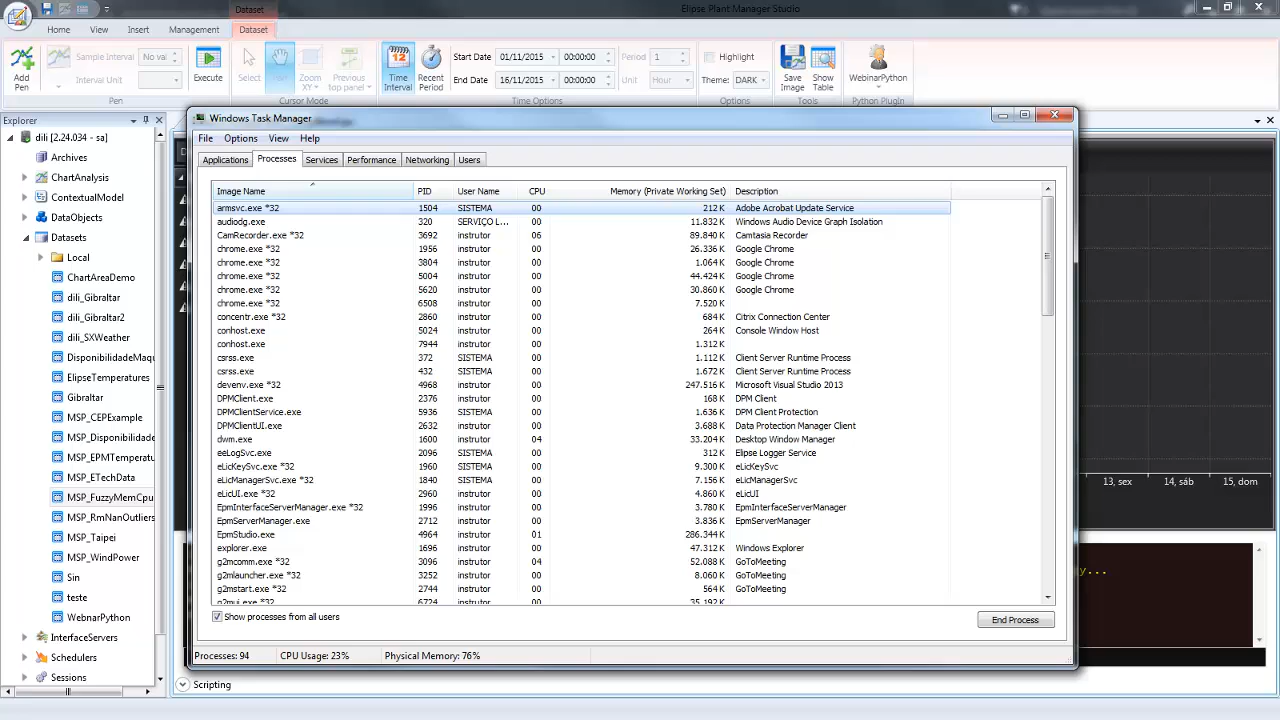 Dataset
Elipse Plant Manager Studio
Home View Insert Management Dataset
Add Pen
Sample Interval No val
Interval Unit
Pen
Execute
Select
Zoom XY
Previous top panel
Cursor Mode
Time Interval
Recent Period
Start Date 01/11/2015 00:00:00
End Date 16/11/2015 00:00:00
Period 1
Unit Hour
Time Options
Highlight
Theme: DARK
Options
Save Image
Show Table
Tools
WebinarPython
Python PlugIn
Explorer
dili [2.24.034 - sa]
Archives
ChartAnalysis
ContextualModel
DataObjects
Datasets
Local
ChartAreaDemo
dili_Gibraltar
dili_Gibraltar2
dili_SXWeather
DisponibilidadeMaqu
ElipseTemperatures
Gibraltar
MSP_CEPExample
MSP_Disponibilidade
MSP_EPMTemperatu
MSP_ETechData
MSP_FuzzyMemCpu
MSP_RmNanOutliers
MSP_Taipei
MSP_WindPower
Sin
teste
WebnarPython
InterfaceServers
Schedulers
Sessions
Windows Task Manager
File Options View Help
Applications Processes Services Performance Networking Users
Image Name PID User Name CPU Memory (Private Working Set) Description
armsvc.exe *32 1504 SISTEMA 00 212 K Adobe Acrobat Update Service
audiodg.exe 320 SERVIÇO L... 00 11.832 K Windows Audio Device Graph Isolation
CamRecorder.exe *32 3692 instrutor 06 89.840 K Camtasia Recorder
chrome.exe *32 1956 instrutor 00 26.336 K Google Chrome
chrome.exe *32 3804 instrutor 00 1.064 K Google Chrome
chrome.exe *32 5004 instrutor 00 44.424 K Google Chrome
chrome.exe *32 5620 instrutor 00 30.860 K Google Chrome
chrome.exe *32 6508 instrutor 00 7.520 K
concentr.exe *32 2860 instrutor 00 684 K Citrix Connection Center
conhost.exe 5024 instrutor 00 264 K Console Window Host
conhost.exe 7944 instrutor 00 1.312 K
csrss.exe 372 SISTEMA 00 1.112 K Client Server Runtime Process
csrss.exe 432 SISTEMA 00 1.672 K Client Server Runtime Process
devenv.exe *32 4968 instrutor 00 247.516 K Microsoft Visual Studio 2013
DPMClient.exe 2376 instrutor 00 168 K DPM Client
DPMClientService.exe 5936 SISTEMA 00 1.636 K DPM Client Protection
DPMClientUI.exe 2632 instrutor 00 3.688 K Data Protection Manager Client
dwm.exe 1600 instrutor 04 33.204 K Desktop Window Manager
eeLogSvc.exe 2096 SISTEMA 00 312 K Elipse Logger Service
eLicKeySvc.exe *32 1960 SISTEMA 00 9.300 K eLicKeySvc
eLicManagerSvc.exe *32 1840 SISTEMA 00 7.156 K eLicManagerSvc
eLicUI.exe *32 2960 instrutor 00 4.860 K eLicUI
EpmInterfaceServerManager.exe *32 1996 instrutor 00 3.780 K EpmInterfaceServerManager
EpmServerManager.exe 2712 instrutor 00 3.836 K EpmServerManager
EpmStudio.exe 4964 instrutor 01 286.344 K
explorer.exe 1696 instrutor 00 47.312 K Windows Explorer
g2mcomm.exe *32 3096 instrutor 04 52.088 K GoToMeeting
g2mlauncher.exe *32 3252 instrutor 00 8.060 K GoToMeeting
g2mstart.exe *32 2744 instrutor 00 564 K GoToMeeting
g2mui.exe *32 6724 instrutor 00 35.192 K
Show processes from all users
End Process
Processes: 94 CPU Usage: 23% Physical Memory: 76%
13, sex 14, sáb 15, dom
y...
Scripting